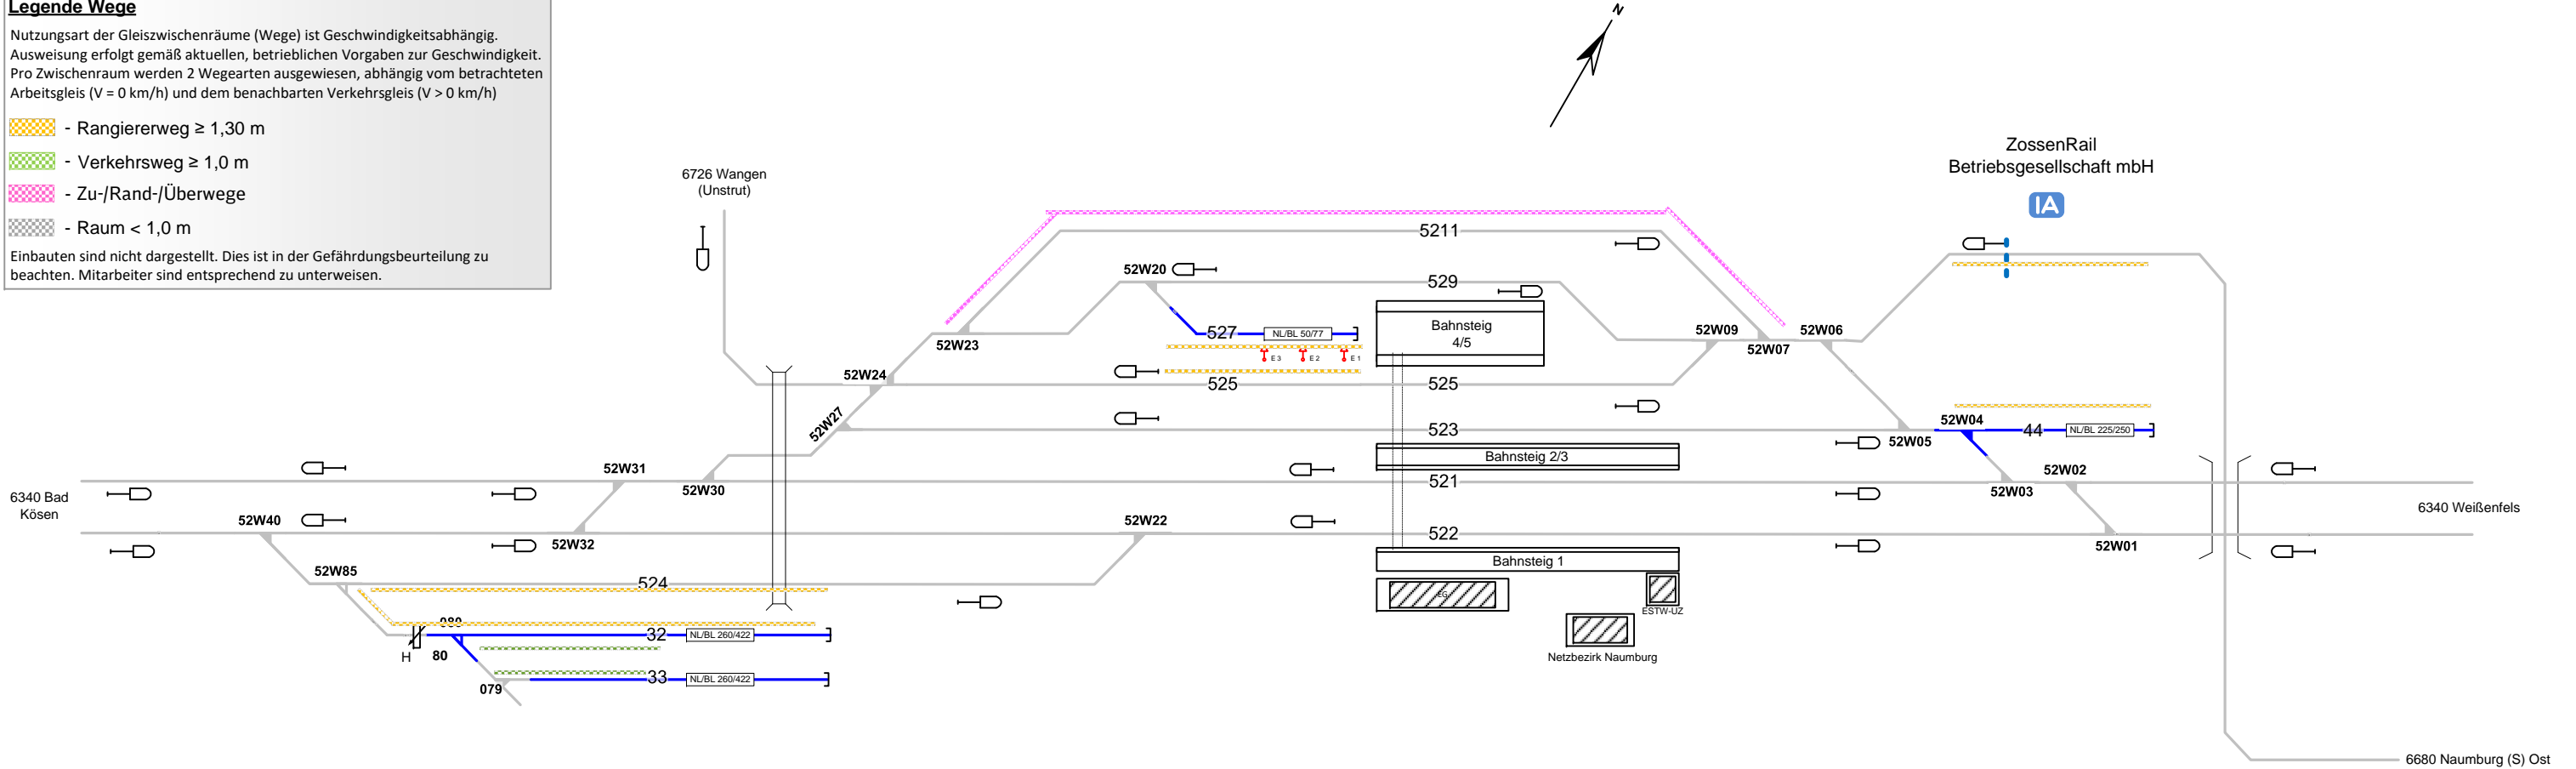 Legende Wege
Nutzungsart der Gleiszwischenräume (Wege) ist Geschwindigkeitsabhängig.
Ausweisung erfolgt gemäß aktuellen, betrieblichen Vorgaben zur Geschwindigkeit.
Pro Zwischenraum werden 2 Wegearten ausgewiesen, abhängig vom betrachteten
Arbeitsgleis (V = 0 km/h) und dem benachbarten Verkehrsgleis (V > 0 km/h)
- Rangiererweg ≥ 1,30 m
- Verkehrsweg ≥ 1,0 m
- Zu-/Rand-/Überwege
- Raum < 1,0 m
Einbauten sind nicht dargestellt. Dies ist in der Gefährdungsbeurteilung zu
beachten. Mitarbeiter sind entsprechend zu unterweisen.
N
ZossenRail
Betriebsgesellschaft mbH
IA
6726 Wangen
(Unstrut)
5211
52W20
529
527
NL/BL 50/77
Bahnsteig
4/5
E 3
E 2
E 1
52W23
52W09
52W07
52W06
52W24
525
525
52W27
523
52W05
52W04
44
NL/BL 225/250
Bahnsteig 2/3
52W31
52W30
521
52W02
52W03
6340 Bad
Kösen
6340 Weißenfels
52W40
52W32
52W22
522
52W01
Bahnsteig 1
52W85
524
EG
ESTW-UZ
Netzbezirk Naumburg
080
H
80
32
NL/BL 260/422
33
NL/BL 260/422
079
6680 Naumburg (S) Ost